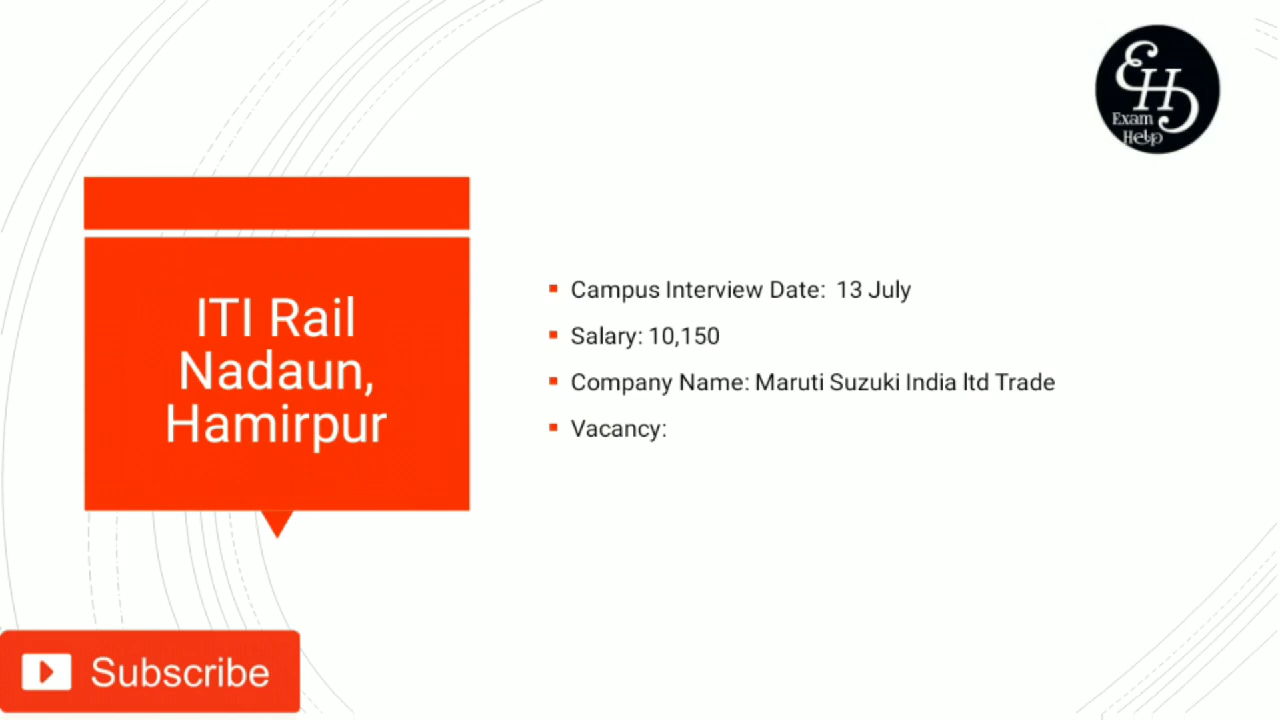 EH
Exam
Help
ITI Rail
Nadaun,
Hamirpur
Campus Interview Date: 13 July
Salary: 10,150
Company Name: Maruti Suzuki India ltd Trade
Vacancy:
Subscribe